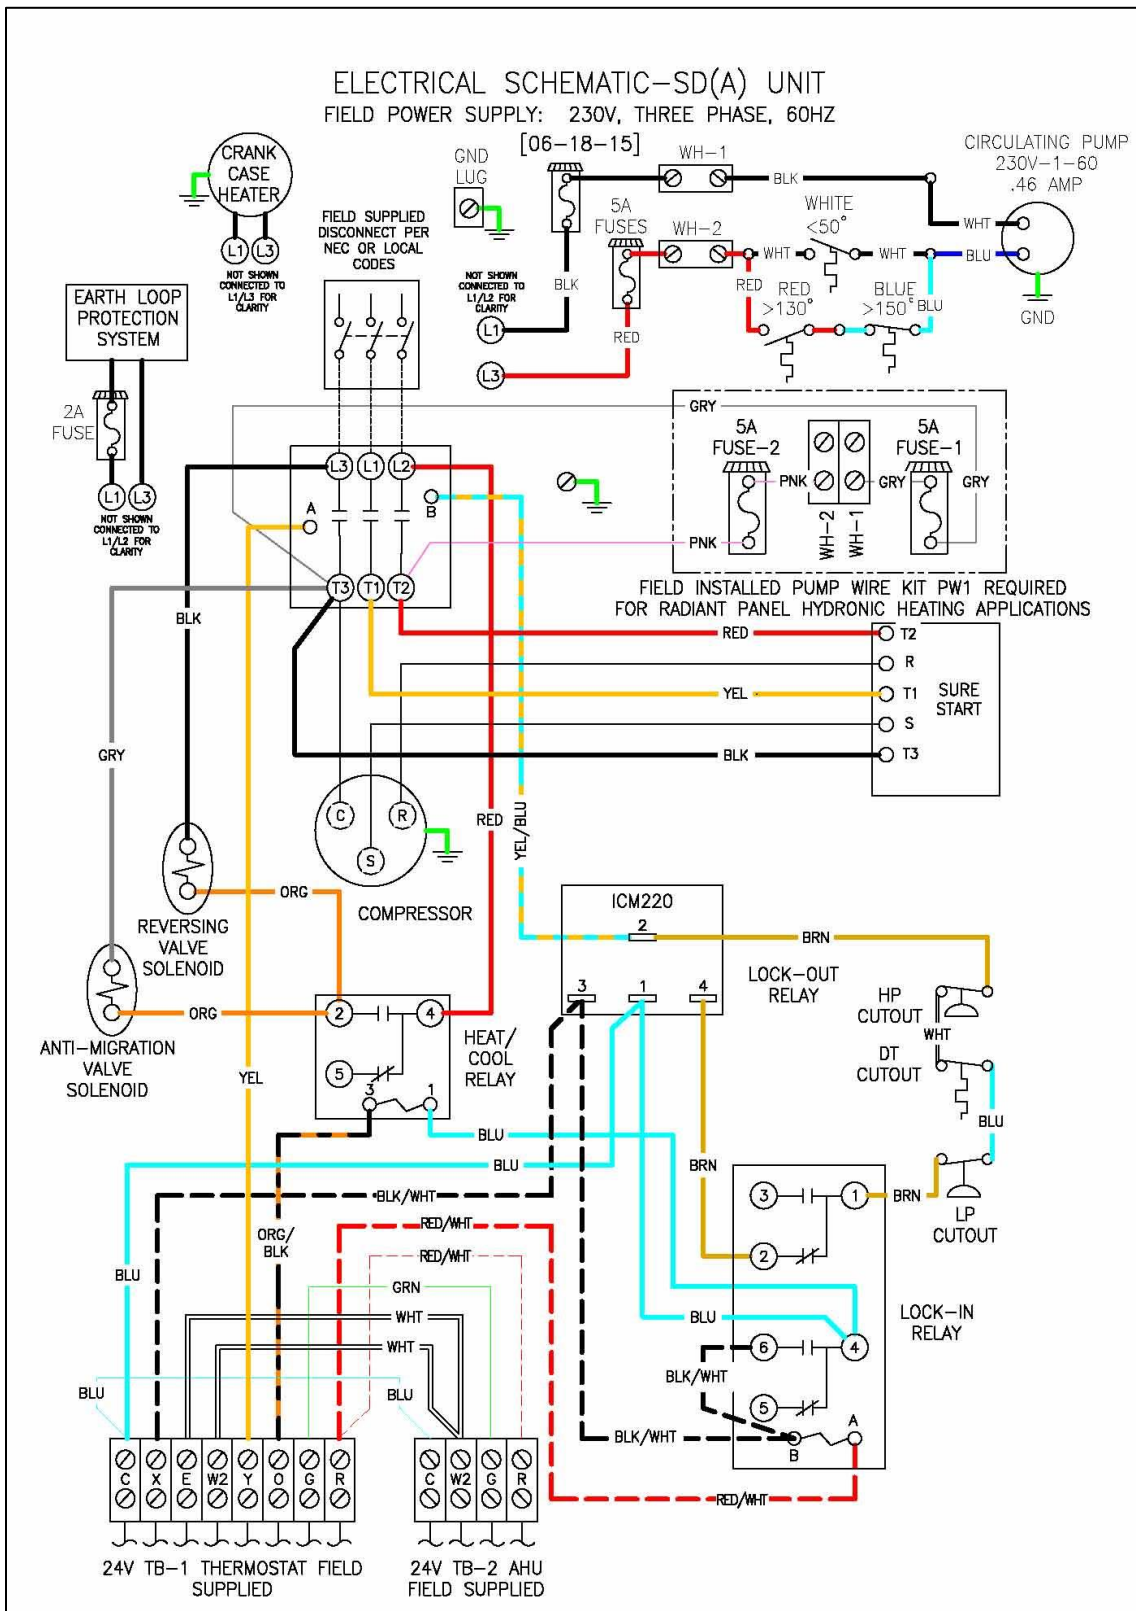 ELECTRICAL SCHEMATIC-SD(A) UNIT
FIELD POWER SUPPLY: 230V, THREE PHASE, 60HZ
[06-18-15]
CRANK
CASE
HEATER
L1
L3
NOT SHOWN
CONNECTED TO
L1/L3 FOR
CLARITY
GND
LUG
FIELD SUPPLIED
DISCONNECT PER
NEC OR LOCAL
CODES
WH-1
BLK
5A
FUSES
WH-2
WHITE
<50°
WHT
WHT
WHT
CIRCULATING PUMP
230V-1-60
.46 AMP
BLU
GND
RED
RED
>130°
BLUE
>150°
BLU
BLK
RED
NOT SHOWN
CONNECTED TO
L1/L2 FOR
CLARITY
L1
L3
EARTH LOOP
PROTECTION
SYSTEM
2A
FUSE
L1
L3
NOT SHOWN
CONNECTED TO
L1/L2 FOR
CLARITY
GRY
5A
FUSE-2
5A
FUSE-1
PNK
GRY
GRY
WH-2
WH-1
PNK
FIELD INSTALLED PUMP WIRE KIT PW1 REQUIRED
FOR RADIANT PANEL HYDRONIC HEATING APPLICATIONS
L3
L1
L2
A
B
T3
T1
T2
BLK
RED
T2
R
YEL
T1
SURE
START
S
BLK
T3
GRY
C
R
S
RED
YEL/BLU
COMPRESSOR
ORG
REVERSING
VALVE
SOLENOID
ORG
ANTI-MIGRATION
VALVE
SOLENOID
YEL
2
4
5
3
1
HEAT/
COOL
RELAY
ICM220
2
3
1
4
BRN
LOCK-OUT
RELAY
HP
CUTOUT
WHT
DT
CUTOUT
BLU
LP
CUTOUT
BLU
BLU
BRN
BRN
BLK/WHT
3
1
2
RED/WHT
ORG/
BLK
RED/WHT
BLU
GRN
WHT
WHT
BLU
BLU
BLU
LOCK-IN
RELAY
6
4
BLK/WHT
5
A
BLK/WHT
B
RED/WHT
C
X
E
W2
Y
O
G
R
C
W2
G
R
24V TB-1 THERMOSTAT FIELD
SUPPLIED
24V TB-2 AHU
FIELD SUPPLIED